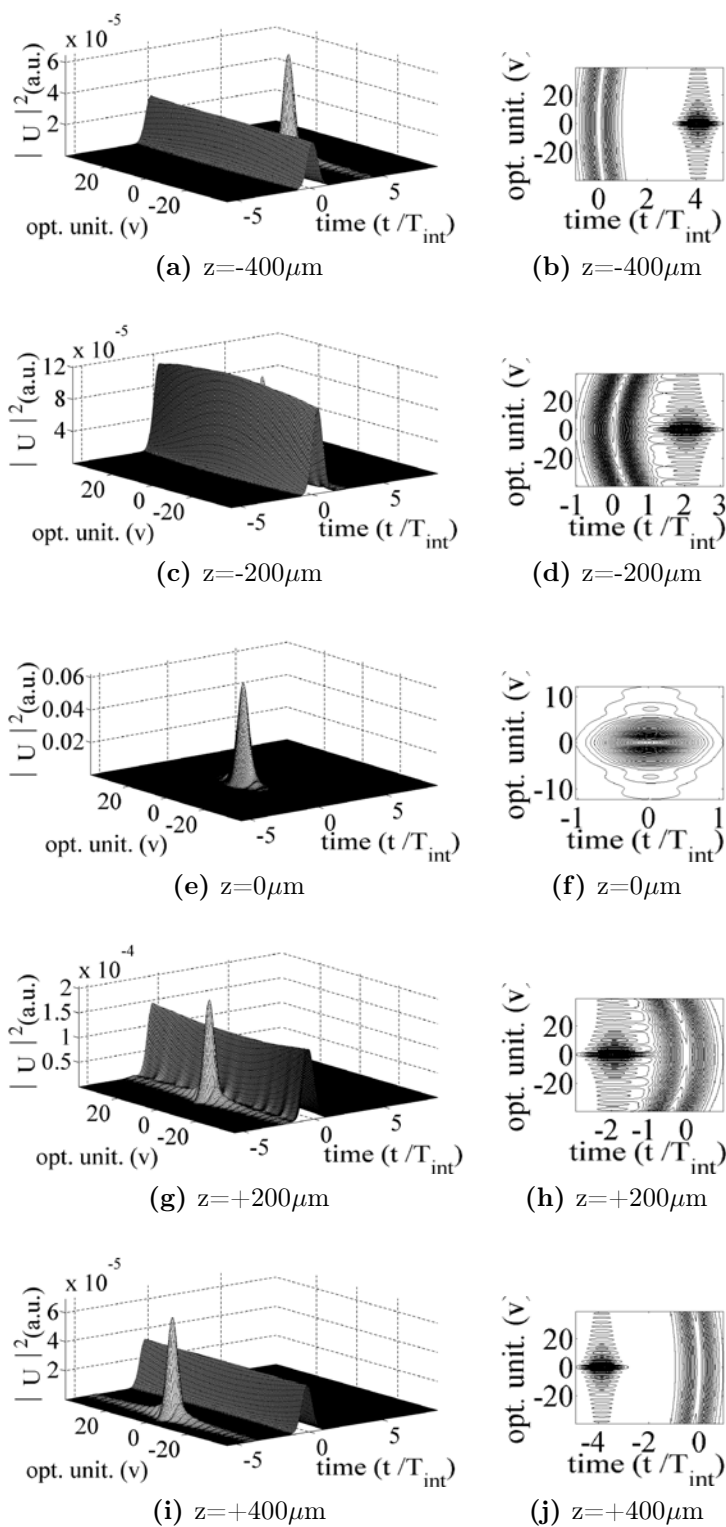 x 10^-5
6
4
2
| U |^2(a.u.)
20
0
-20
opt. unit. (v)
-5
0
5
time (t /T_int)
(a) z=-400μm
opt. unit. (v)
20
0
-20
0
2
4
time (t /T_int)
(b) z=-400μm
x 10^-5
12
8
4
| U |^2(a.u.)
20
0
-20
opt. unit. (v)
-5
0
5
time (t /T_int)
(c) z=-200μm
opt. unit. (v)
20
0
-20
-1 0 1 2 3
time (t /T_int)
(d) z=-200μm
0.06
0.04
0.02
| U |^2(a.u.)
20
0
-20
opt. unit. (v)
-5
0
5
time (t /T_int)
(e) z=0μm
opt. unit. (v)
10
0
-10
-1 0 1
time (t /T_int)
(f) z=0μm
x 10^-4
2
1.5
1
0.5
| U |^2(a.u.)
20
0
-20
opt. unit. (v)
-5
0
5
time (t /T_int)
(g) z=+200μm
opt. unit. (v)
20
0
-20
-2 -1 0
time (t /T_int)
(h) z=+200μm
x 10^-5
6
4
2
| U |^2(a.u.)
20
0
-20
opt. unit. (v)
-5
0
5
time (t /T_int)
(i) z=+400μm
opt. unit. (v)
20
0
-20
-4 -2 0
time (t /T_int)
(j) z=+400μm